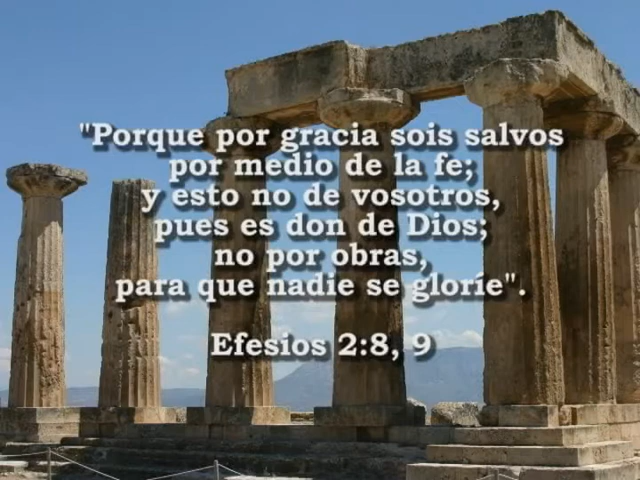 "Porque por gracia sois salvos
por medio de la fe;
y esto no de vosotros,
pues es don de Dios;
no por obras,
para que nadie se gloríe".
Efesios 2:8, 9